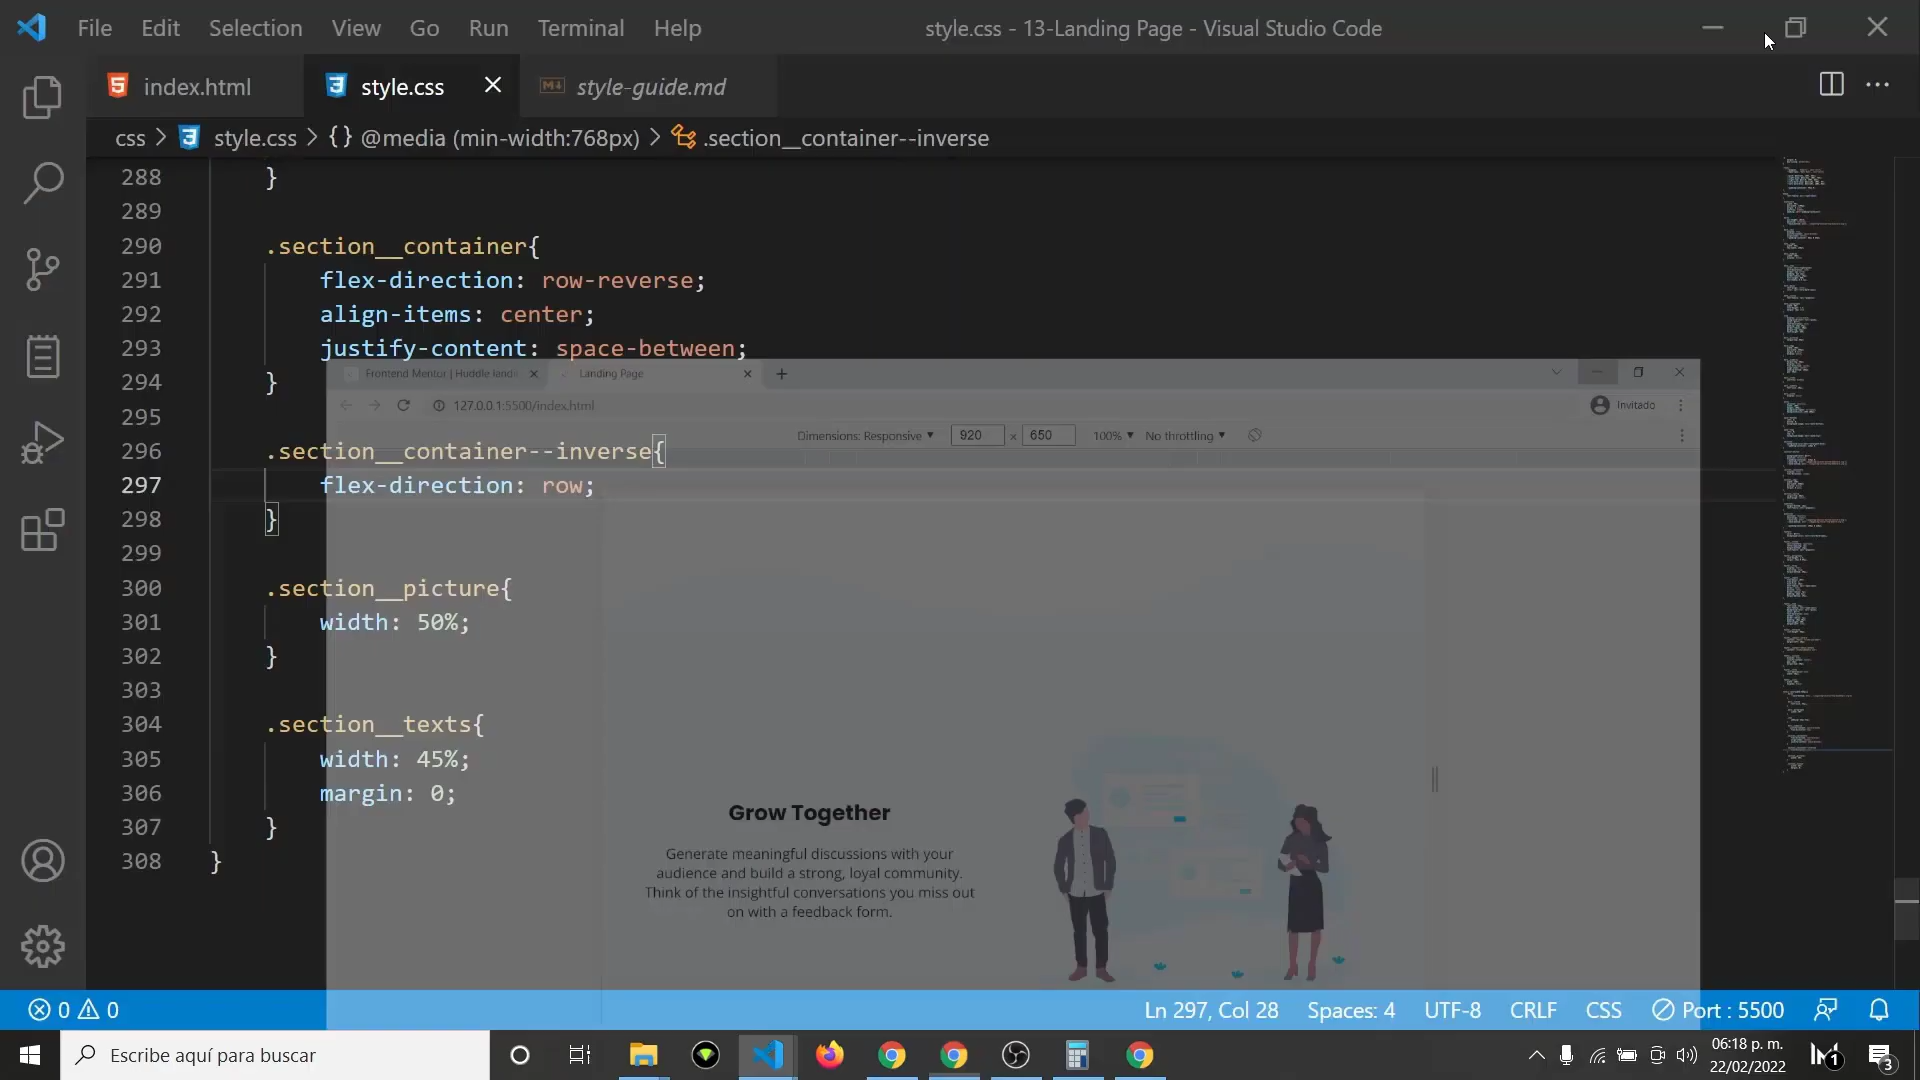 File Edit Selection View Go Run Terminal Help
style.css - 13-Landing Page - Visual Studio Code
index.html
style.css
style-guide.md
css > style.css > {} @media (min-width:768px) > .section__container--inverse
288 }
289
290 .section__container{
291 flex-direction: row-reverse;
292 align-items: center;
293 justify-content: space-between;
294 }
295
296 .section__container--inverse{
297 flex-direction: row;
298 }
299
300 .section__picture{
301 width: 50%;
302 }
303
304 .section__texts{
305 width: 45%;
306 margin: 0;
307 }
308 }
Frontend Mentor | Huddle landi
Landing Page
127.0.0.1:5500/index.html
Invitado
Dimensions: Responsive 920 x 650 100% No throttling
Grow Together
Generate meaningful discussions with your
audience and build a strong, loyal community.
Think of the insightful conversations you miss out
on with a feedback form.
0 0
Ln 297, Col 28 Spaces: 4 UTF-8 CRLF CSS Port : 5500
Escribe aquí para buscar
06:18 p. m.
22/02/2022
1
3